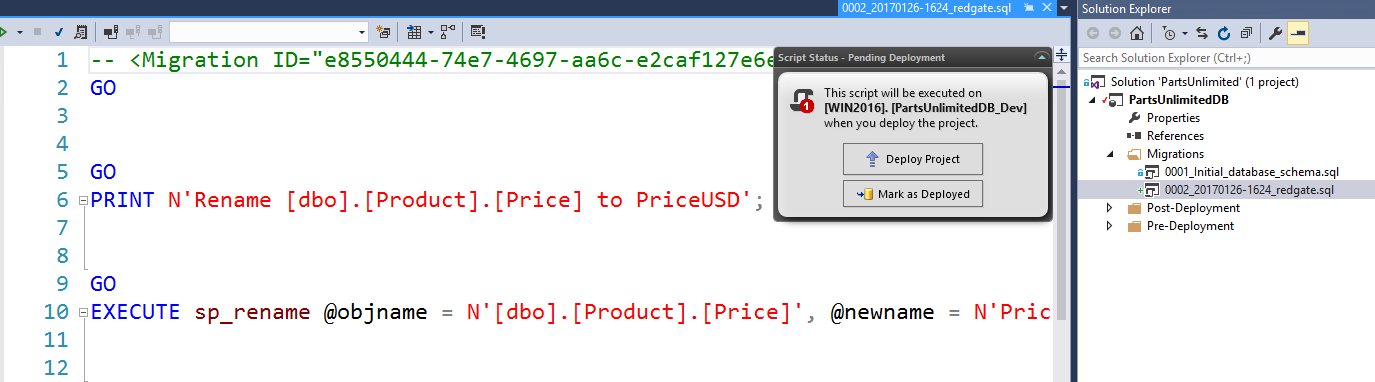 0002_20170126-1624_redgate.sql
1 -- <Migration ID="e8550444-74e7-4697-aa6c-e2caf127e6e
2 GO
3
4
5 GO
6 PRINT N'Rename [dbo].[Product].[Price] to PriceUSD';
7
8
9 GO
10 EXECUTE sp_rename @objname = N'[dbo].[Product].[Price]', @newname = N'Pric
11
12
Script Status - Pending Deployment
1
This script will be executed on
[WIN2016]. [PartsUnlimitedDB_Dev]
when you deploy the project.
Deploy Project
Mark as Deployed
Solution Explorer
Search Solution Explorer (Ctrl+;)
Solution 'PartsUnlimited' (1 project)
PartsUnlimitedDB
Properties
References
Migrations
0001_Initial_database_schema.sql
0002_20170126-1624_redgate.sql
Post-Deployment
Pre-Deployment